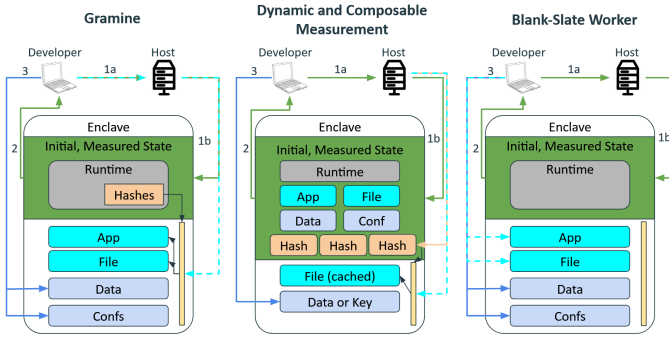 Gramine
Developer
Host
3
1a
Enclave
Initial, Measured State
1b
2
Runtime
Hashes
App
File
Data
Confs
Dynamic and Composable
Measurement
Developer
Host
3
1a
Enclave
1b
Initial, Measured State
2
Runtime
App
File
Data
Conf
Hash
Hash
Hash
File (cached)
Data or Key
Blank-Slate Worker
Developer
Host
3
1a
Enclave
1b
Initial, Measured State
2
Runtime
App
File
Data
Confs